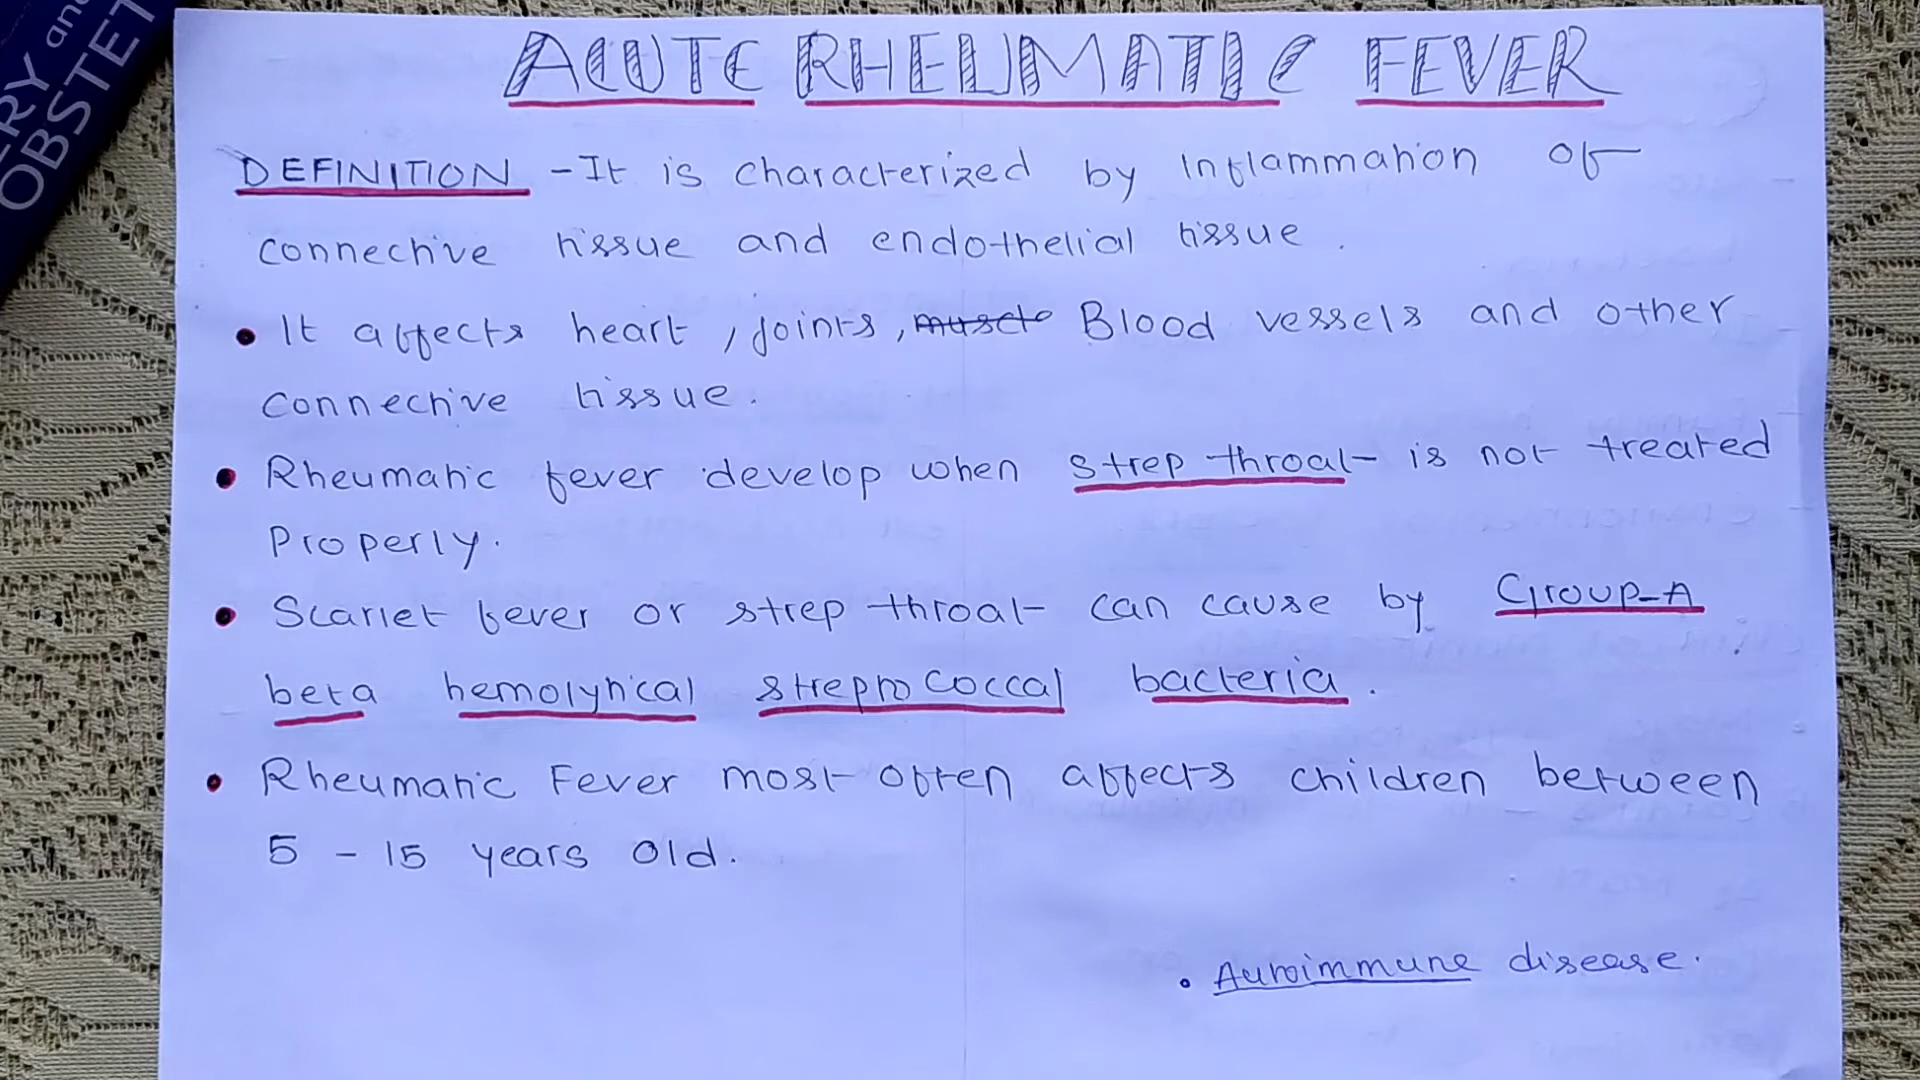 ERY and
OBSTET
ACUTE RHEUMATIC FEVER
DEFINITION - It is characterized by Inflammation of
connective tissue and endothelial tissue.
• It affects heart, joints, muscle Blood vessels and other
connective tissue.
• Rheumatic fever develop when strep throat is not treated
Properly.
• Scarlet fever or strep throat can cause by Group-A
beta hemolytical streptococcal bacteria.
• Rheumatic Fever most often affects children between
5 - 15 years old.
• Autoimmune disease.